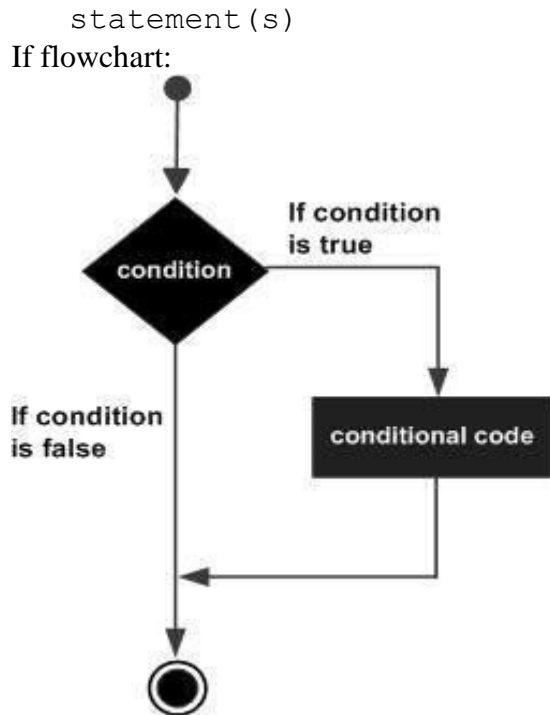 statement(s)
If flowchart:
If condition
is true
condition
If condition
is false
conditional code